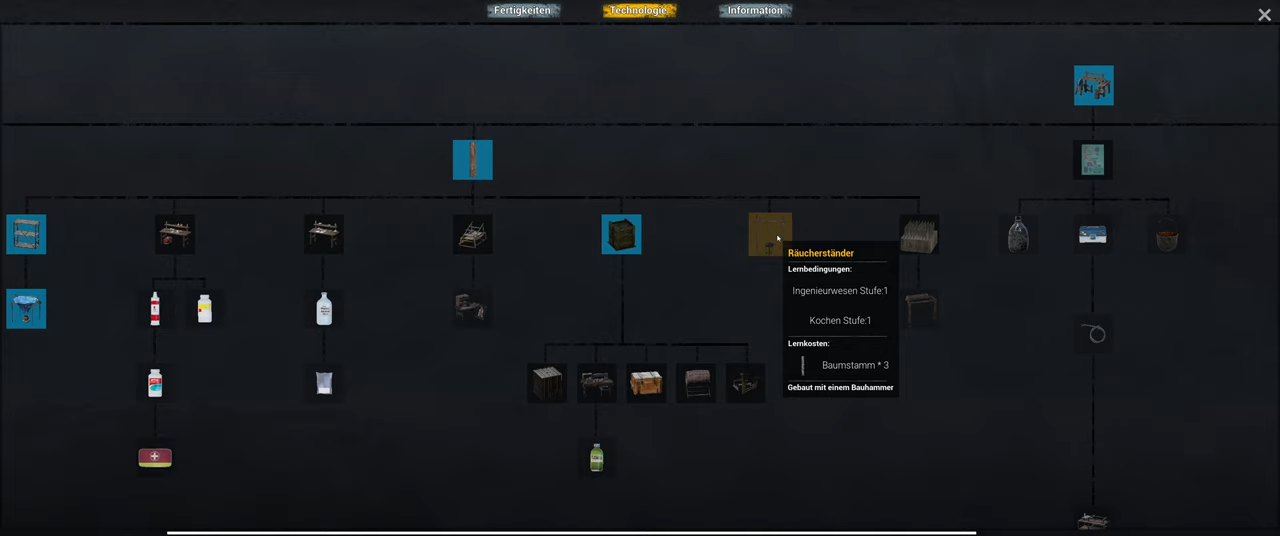 Fertigkeiten
Technologie
Information
Räucherständer
Lernbedingungen:
Ingenieurwesen Stufe:1
Kochen Stufe:1
Lernkosten:
Baumstamm * 3
Gebaut mit einem Bauhammer